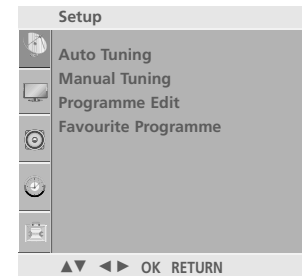 Setup
Auto Tuning
Manual Tuning
Programme Edit
Favourite Programme
▲▼ ◄► OK RETURN